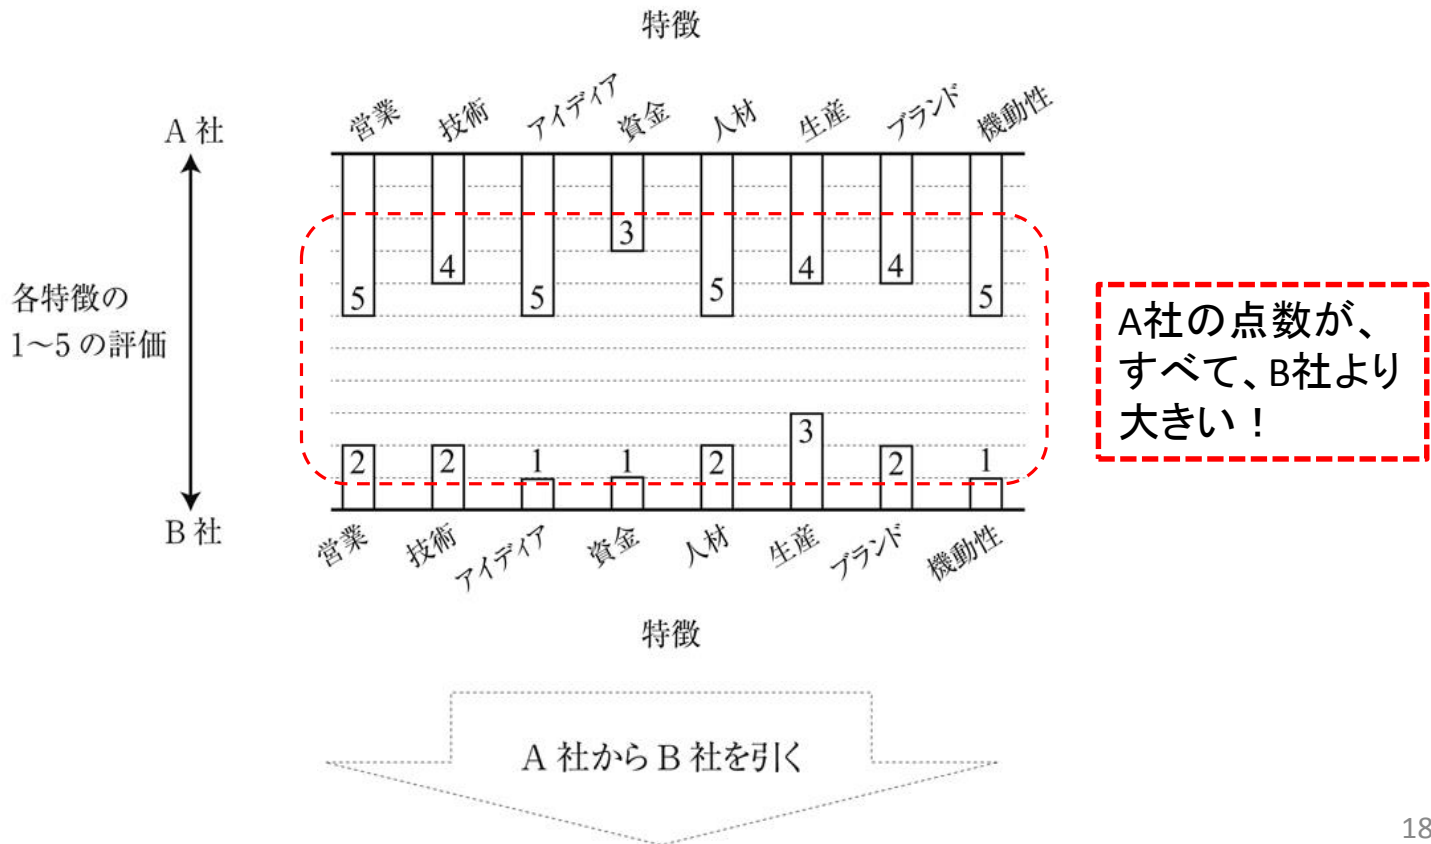 特徴
A 社
営業 技術 アイディア 資金 人材 生産 ブランド 機動性
5 4 5 3 5 4 4 5
各特徴の
1～5 の評価
A社の点数が、
すべて、B社より
大きい！
2 2 1 1 2 3 2 1
B 社
営業 技術 アイディア 資金 人材 生産 ブランド 機動性
特徴
A 社から B 社を引く
18